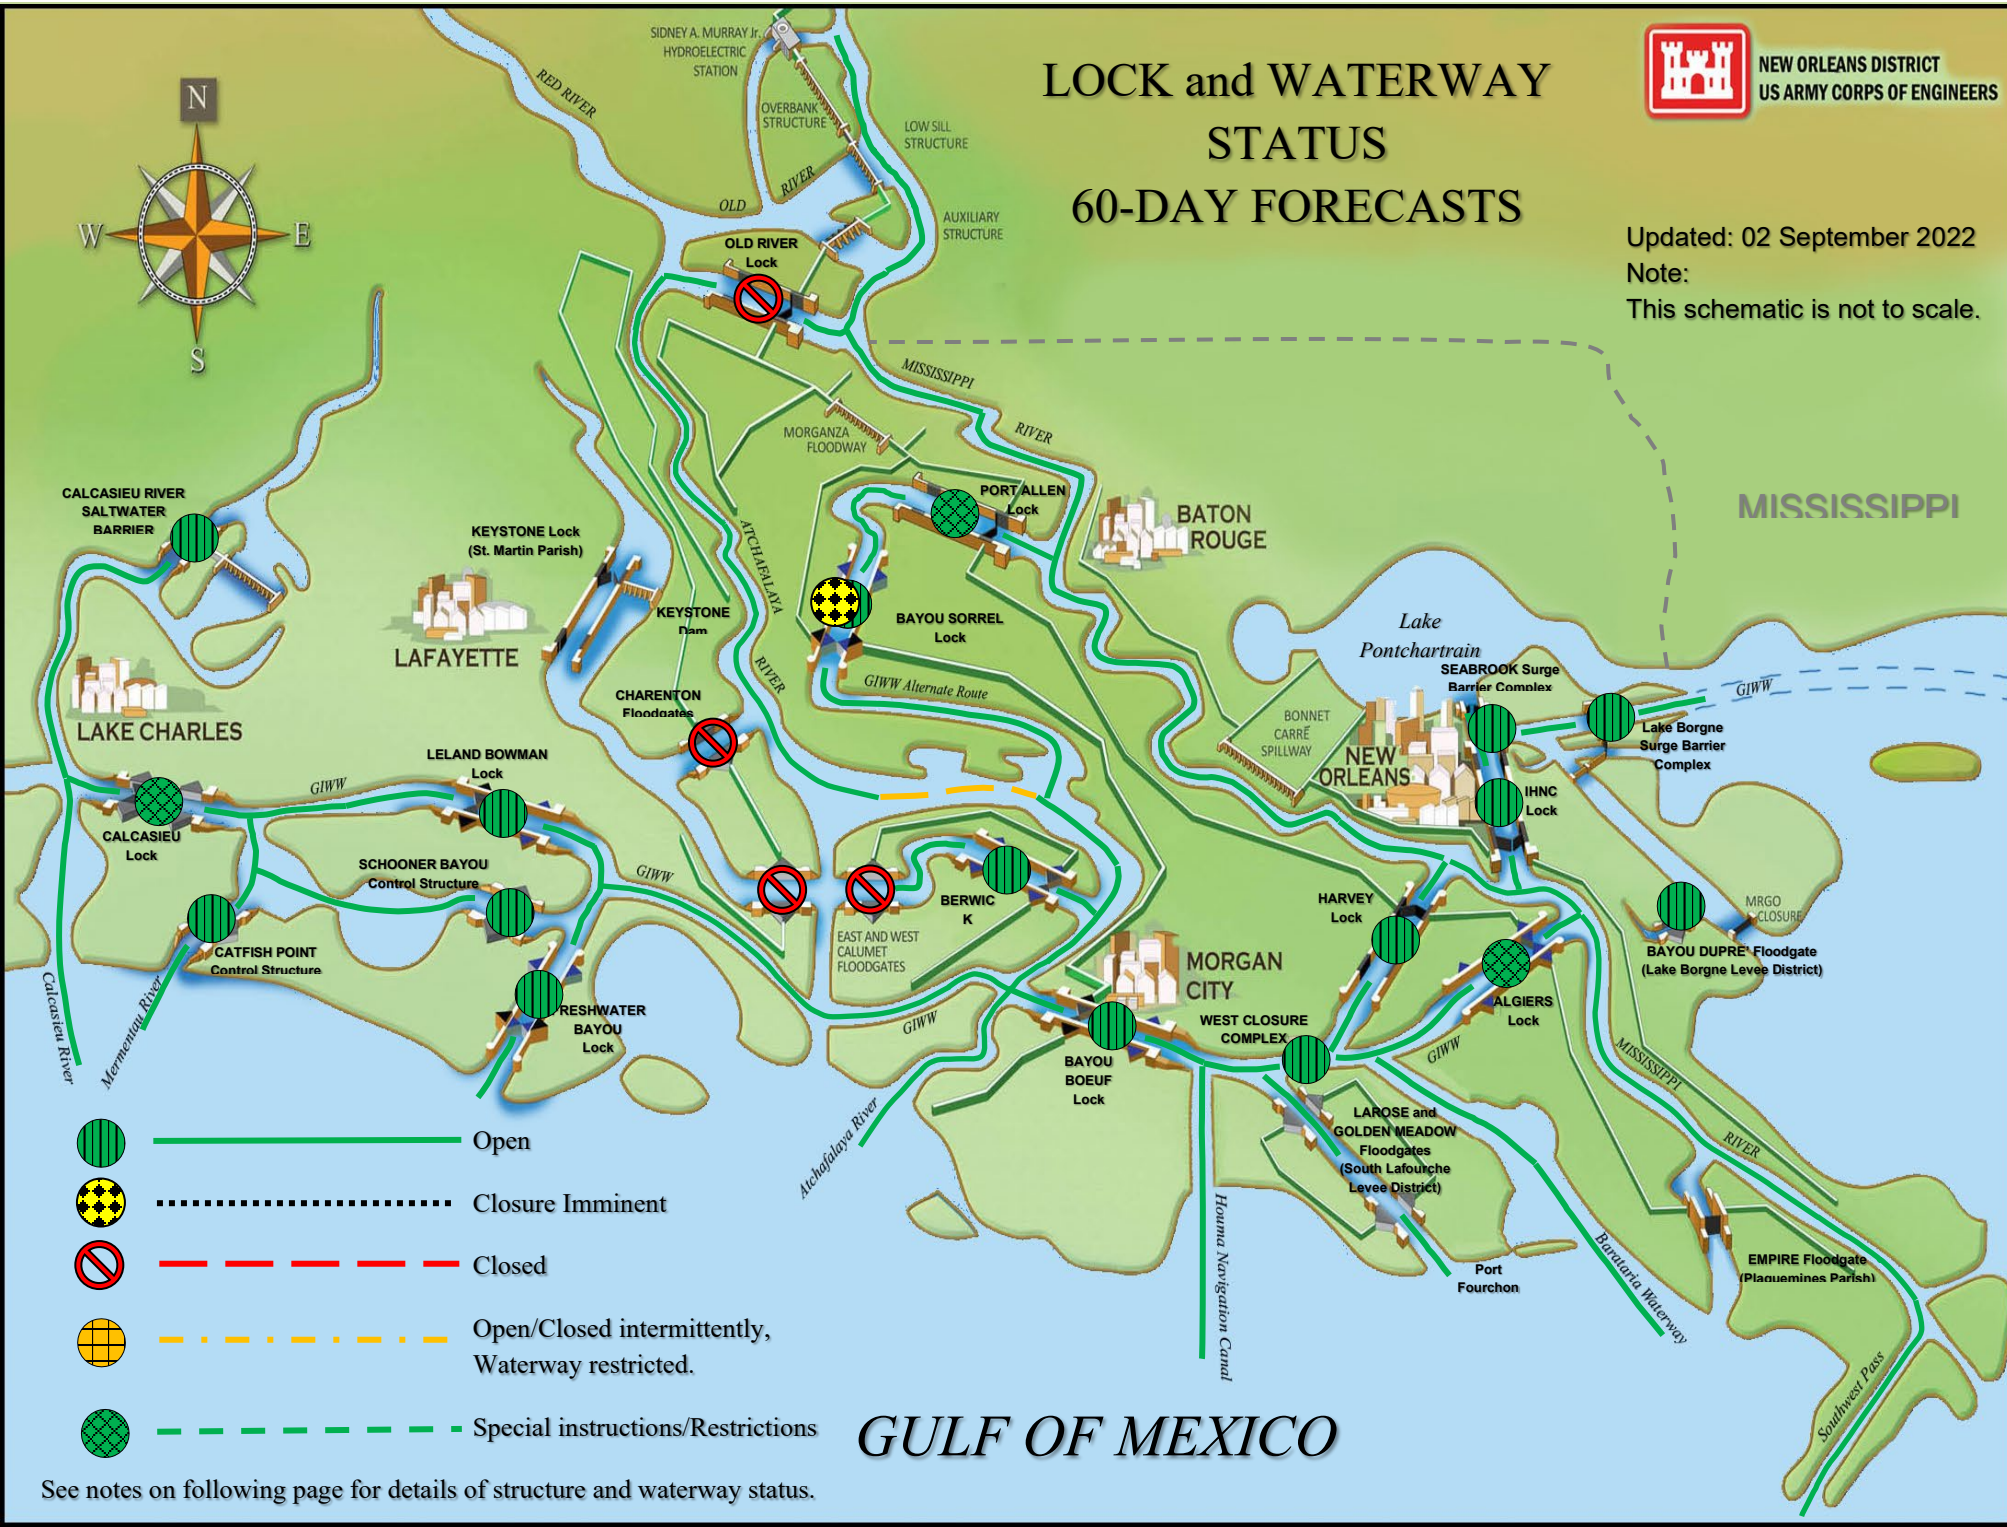 SIDNEY A. MURRAY Jr.
HYDROELECTRIC
STATION
LOCK and WATERWAY
STATUS
60-DAY FORECASTS
NEW ORLEANS DISTRICT
US ARMY CORPS OF ENGINEERS
Updated: 02 September 2022
Note:
This schematic is not to scale.
N
W
E
S
RED RIVER
OVERBANK
STRUCTURE
LOW SILL
STRUCTURE
OLD
RIVER
AUXILIARY
STRUCTURE
OLD RIVER
Lock
MISSISSIPPI
RIVER
MORGANZA
FLOODWAY
CALCASIEU RIVER
SALTWATER
BARRIER
KEYSTONE Lock
(St. Martin Parish)
PORT ALLEN
Lock
BATON
ROUGE
MISSISSIPPI
ATCHAFALAYA
RIVER
KEYSTONE
Dam
LAFAYETTE
BAYOU SORREL
Lock
Lake
Pontchartrain
SEABROOK Surge
Barrier Complex
GIWW
GIWW Alternate Route
CHARENTON
Floodgates
LAKE CHARLES
BONNET
CARRÉ
SPILLWAY
Lake Borgne
Surge Barrier
Complex
NEW
ORLEANS
LELAND BOWMAN
Lock
GIWW
IHNC
Lock
CALCASIEU
Lock
SCHOONER BAYOU
Control Structure
GIWW
BERWIC
K
HARVEY
Lock
MRGO
CLOSURE
EAST AND WEST
CALUMET
FLOODGATES
CATFISH POINT
Control Structure
BAYOU DUPRE' Floodgate
(Lake Borgne Levee District)
MORGAN
CITY
ALGIERS
Lock
Calcasieu River
Mermentau River
RESHWATER
BAYOU
Lock
GIWW
WEST CLOSURE
COMPLEX
GIWW
MISSISSIPPI
RIVER
BAYOU
BOEUF
Lock
Atchafalaya River
LAROSE and
GOLDEN MEADOW
Floodgates
(South Lafourche
Levee District)
Houma Navigation Canal
Port
Fourchon
Barataria Waterway
EMPIRE Floodgate
(Plaquemines Parish)
Southwest Pass
Open
Closure Imminent
Closed
Open/Closed intermittently,
Waterway restricted.
Special instructions/Restrictions
GULF OF MEXICO
See notes on following page for details of structure and waterway status.